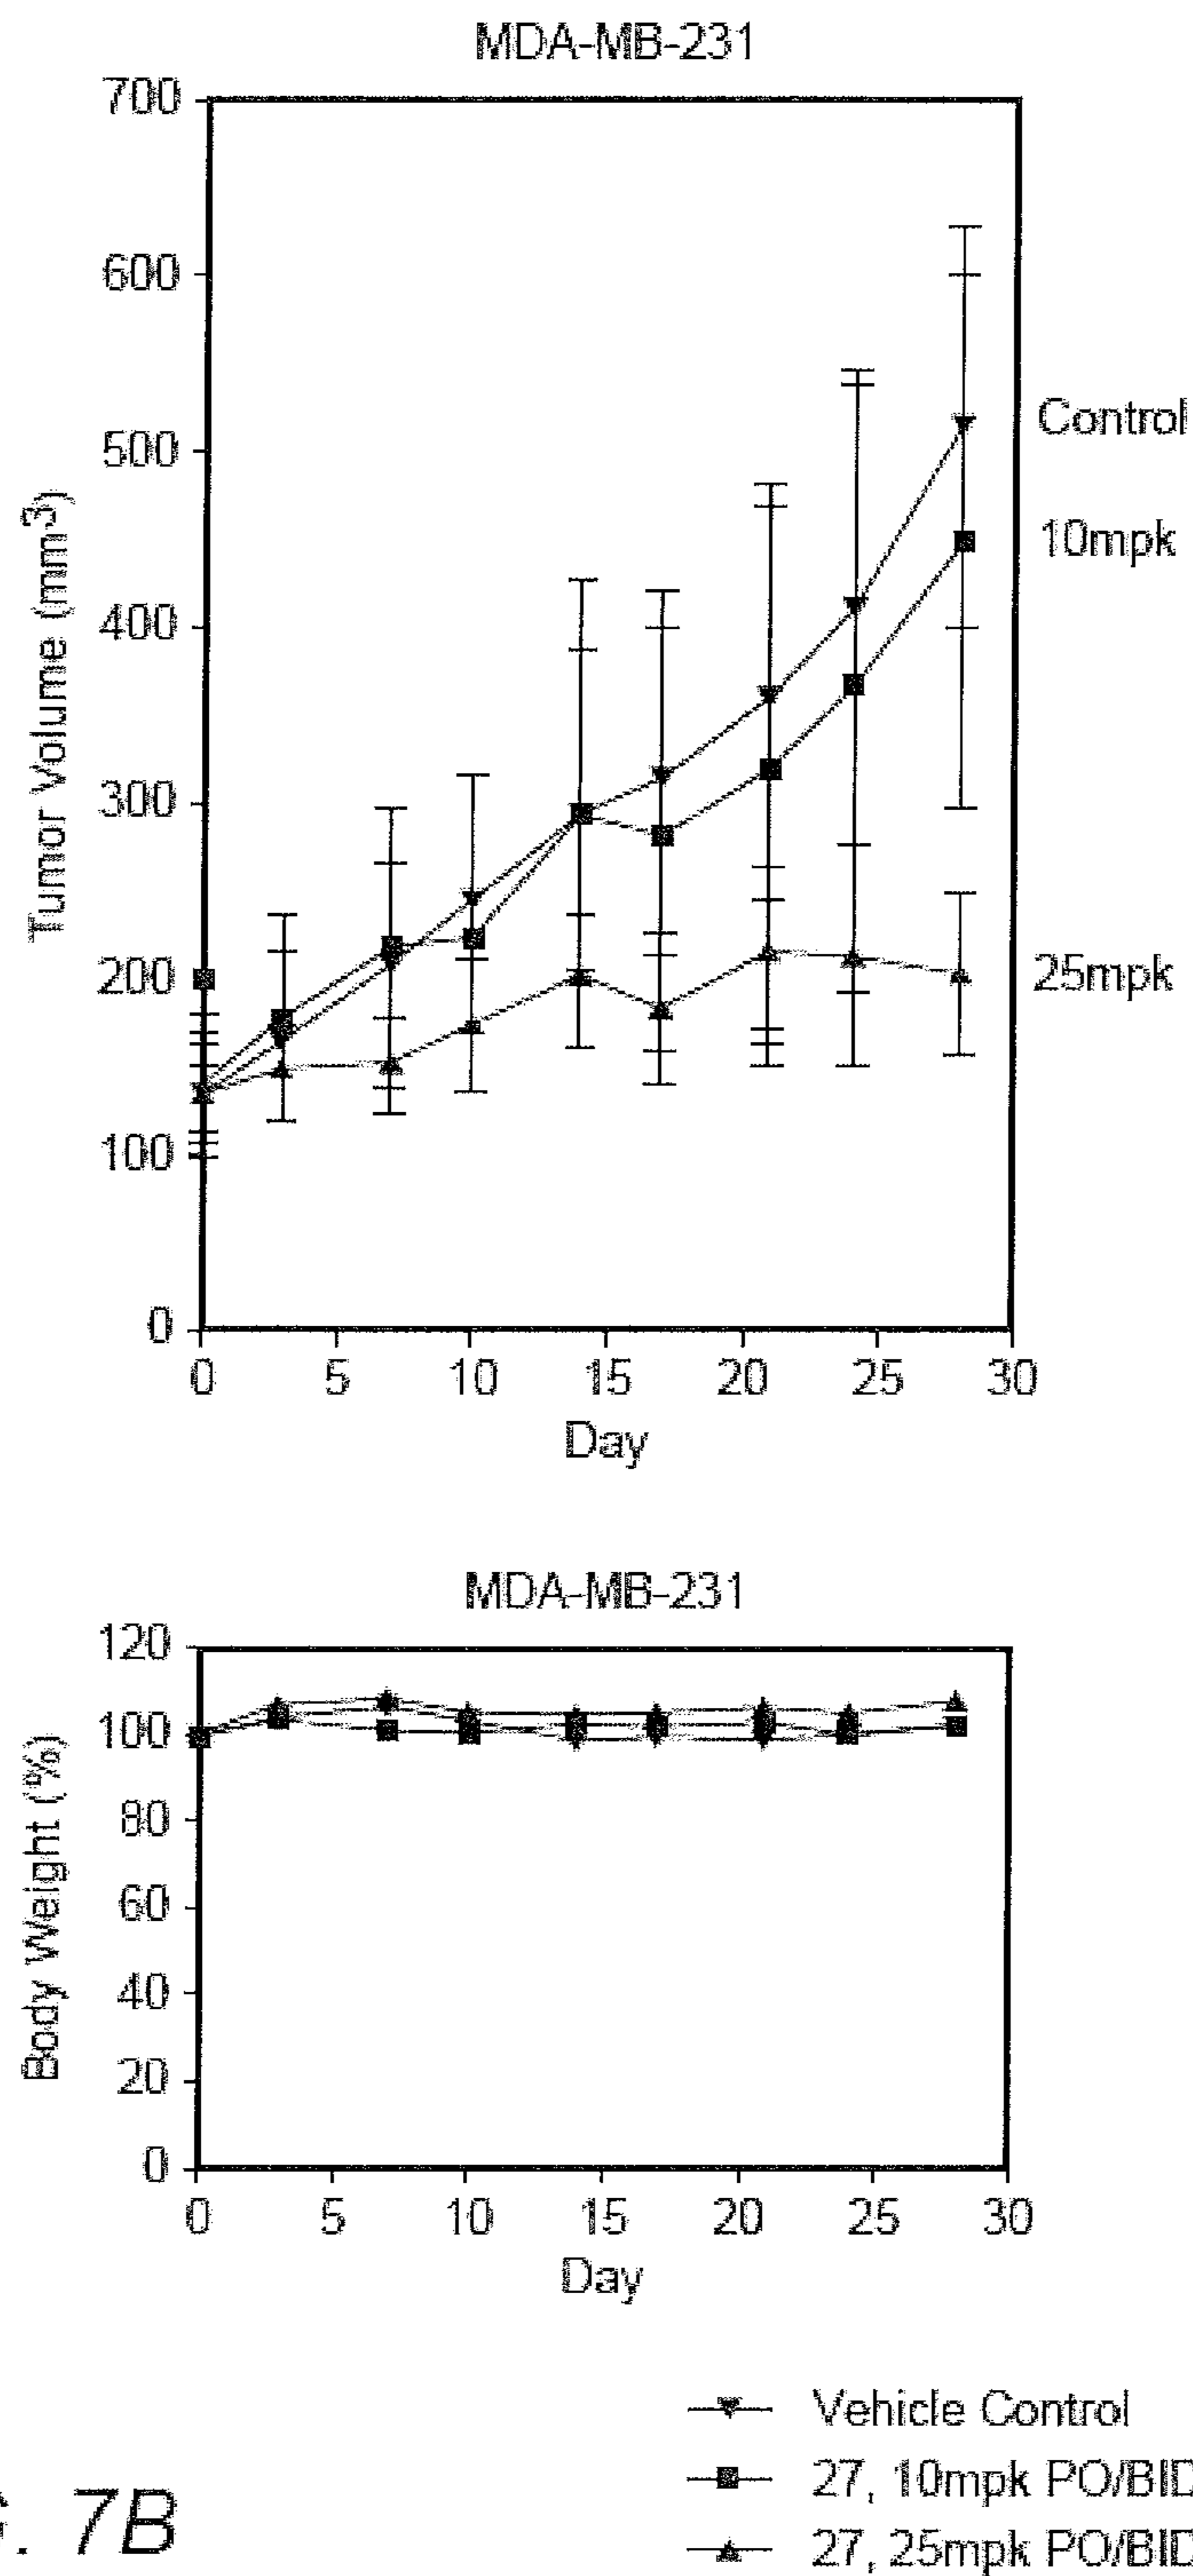 MDA-MB-231
700
600
500
400
300
200
100
0
Tumor Volume (mm³)
Control
10mpk
25mpk
0 5 10 15 20 25 30
Day
MDA-MB-231
120
100
80
60
40
20
0
Body Weight (%)
0 5 10 15 20 25 30
Day
Vehicle Control
27, 10mpk PO/BID
27, 25mpk PO/BID
7B